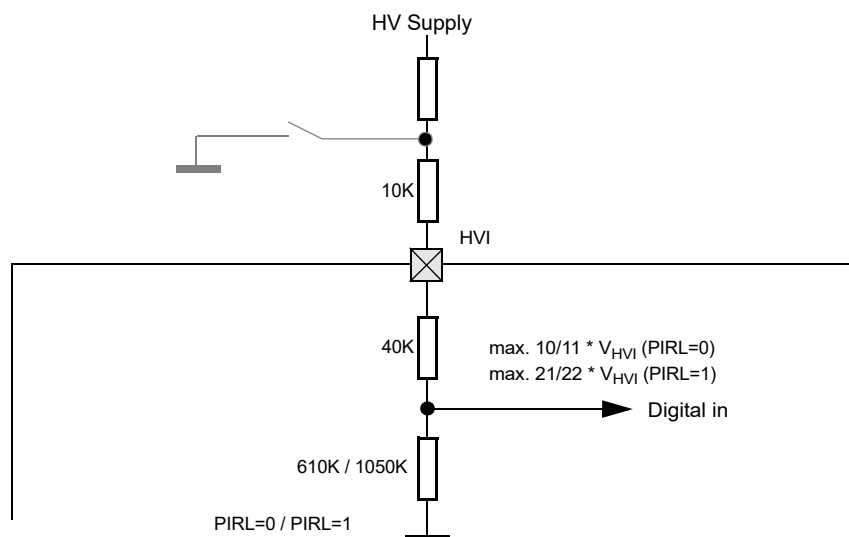 HV Supply
10K
HVI
40K
max. 10/11 * VHVI (PIRL=0)
max. 21/22 * VHVI (PIRL=1)
Digital in
610K / 1050K
PIRL=0 / PIRL=1